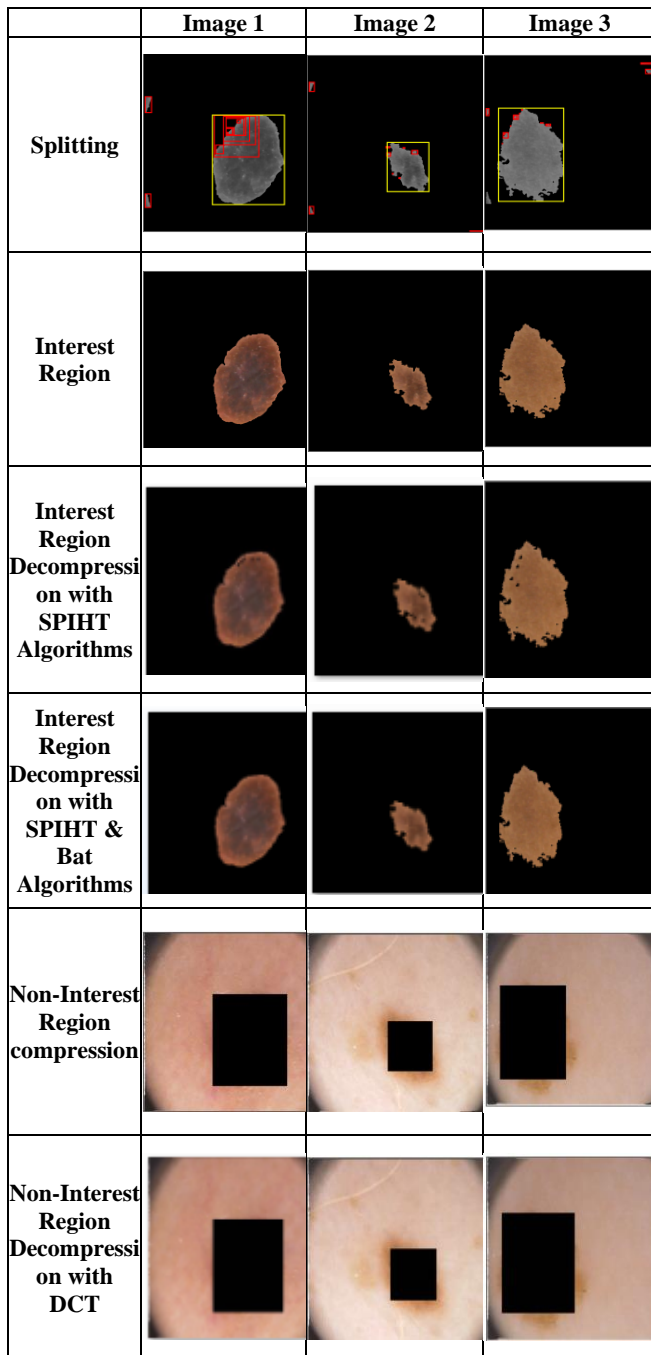 Image 1 Image 2 Image 3
Splitting
Interest
Region
Interest
Region
Decompressi
on with
SPIHT
Algorithms
Interest
Region
Decompressi
on with
SPIHT &
Bat
Algorithms
Non-Interest
Region
compression
Non-Interest
Region
Decompressi
on with
DCT